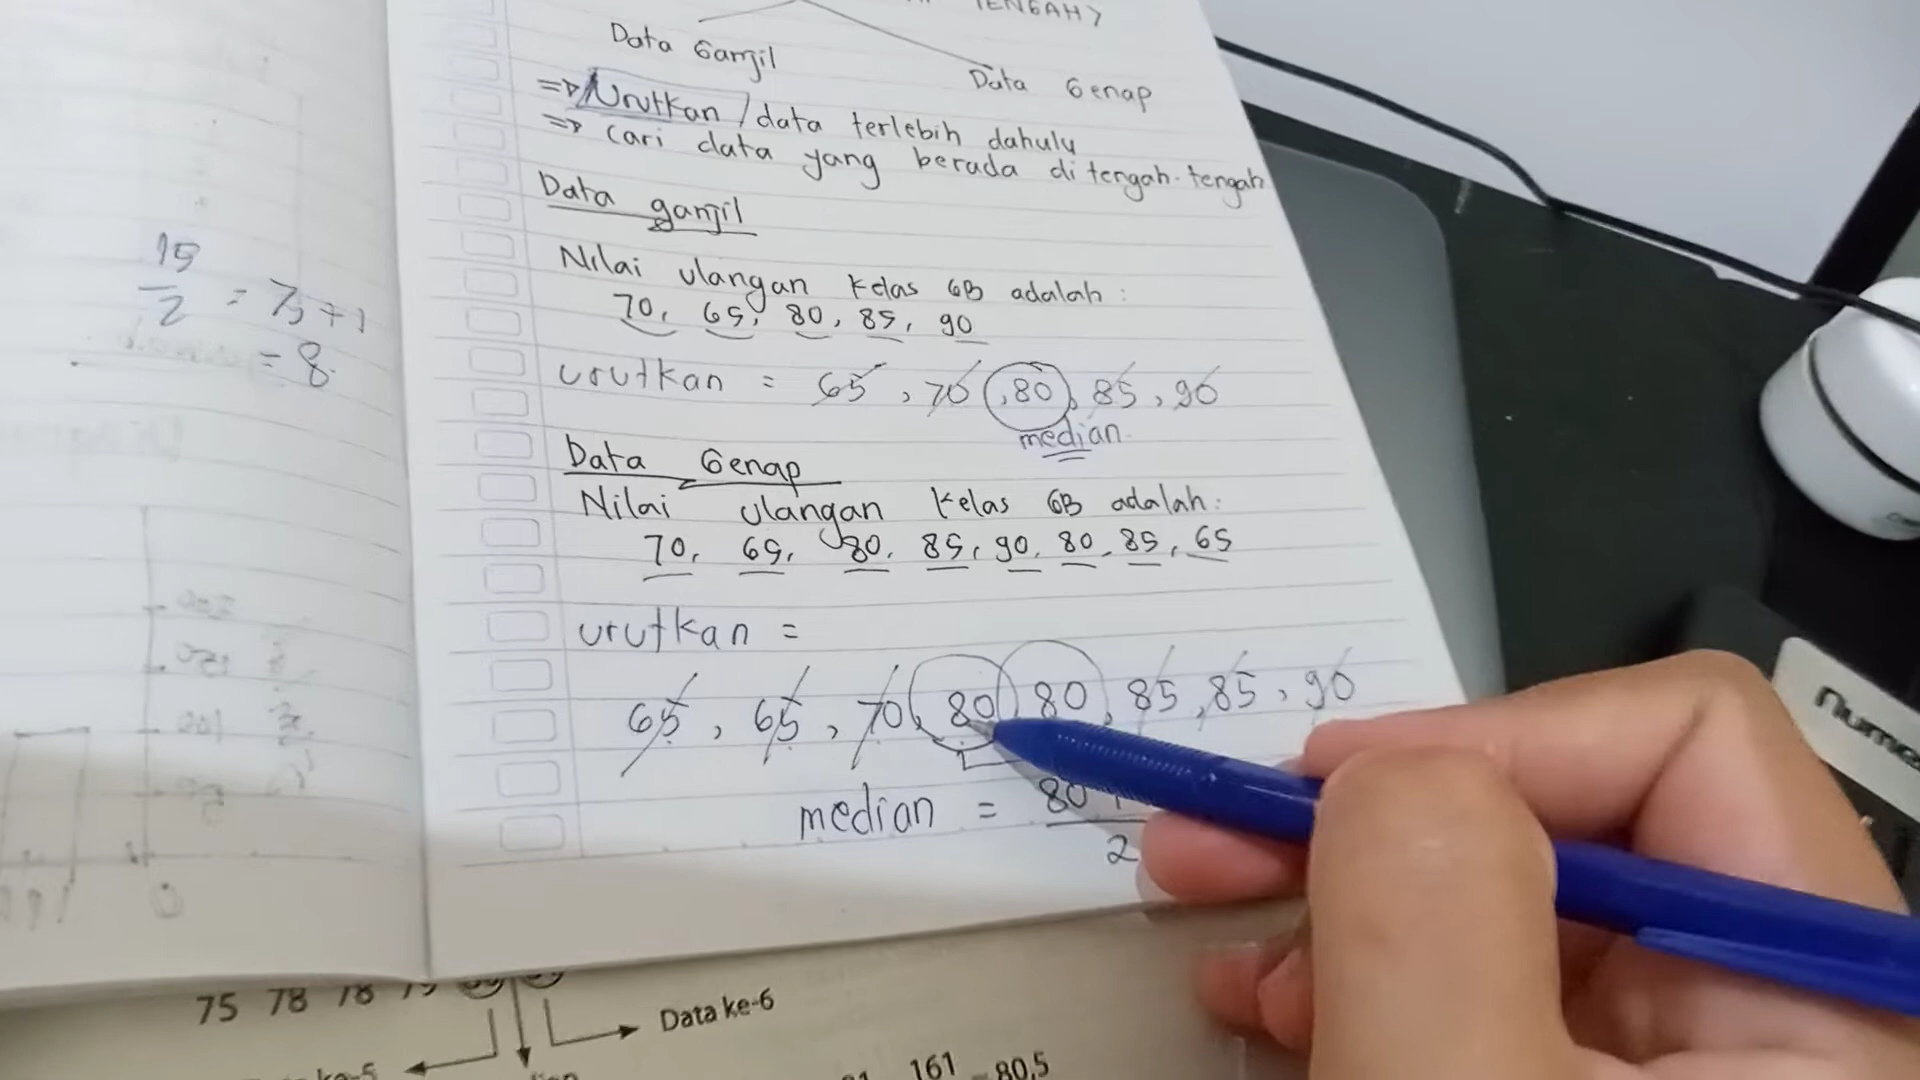 TENGAH>
Data Ganjil
Data Genap
=> Urutkan /data terlebih dahulu
=> cari data yang berada ditengah-tengah
Data ganjil
Nilai ulangan kelas 6B adalah:
70, 65, 80, 85, 90
urutkan = 65, 70, 80, 85, 90
median
Data Genap
Nilai ulangan kelas 6B adalah:
70, 65, 80, 85, 90, 80, 85, 65
urutkan =
65, 65, 70, 80, 80, 85, 85, 90
median = 80
2
15
2
= 7,5 + 1
= 8
75 78 78
Data ke-6
161
80,5